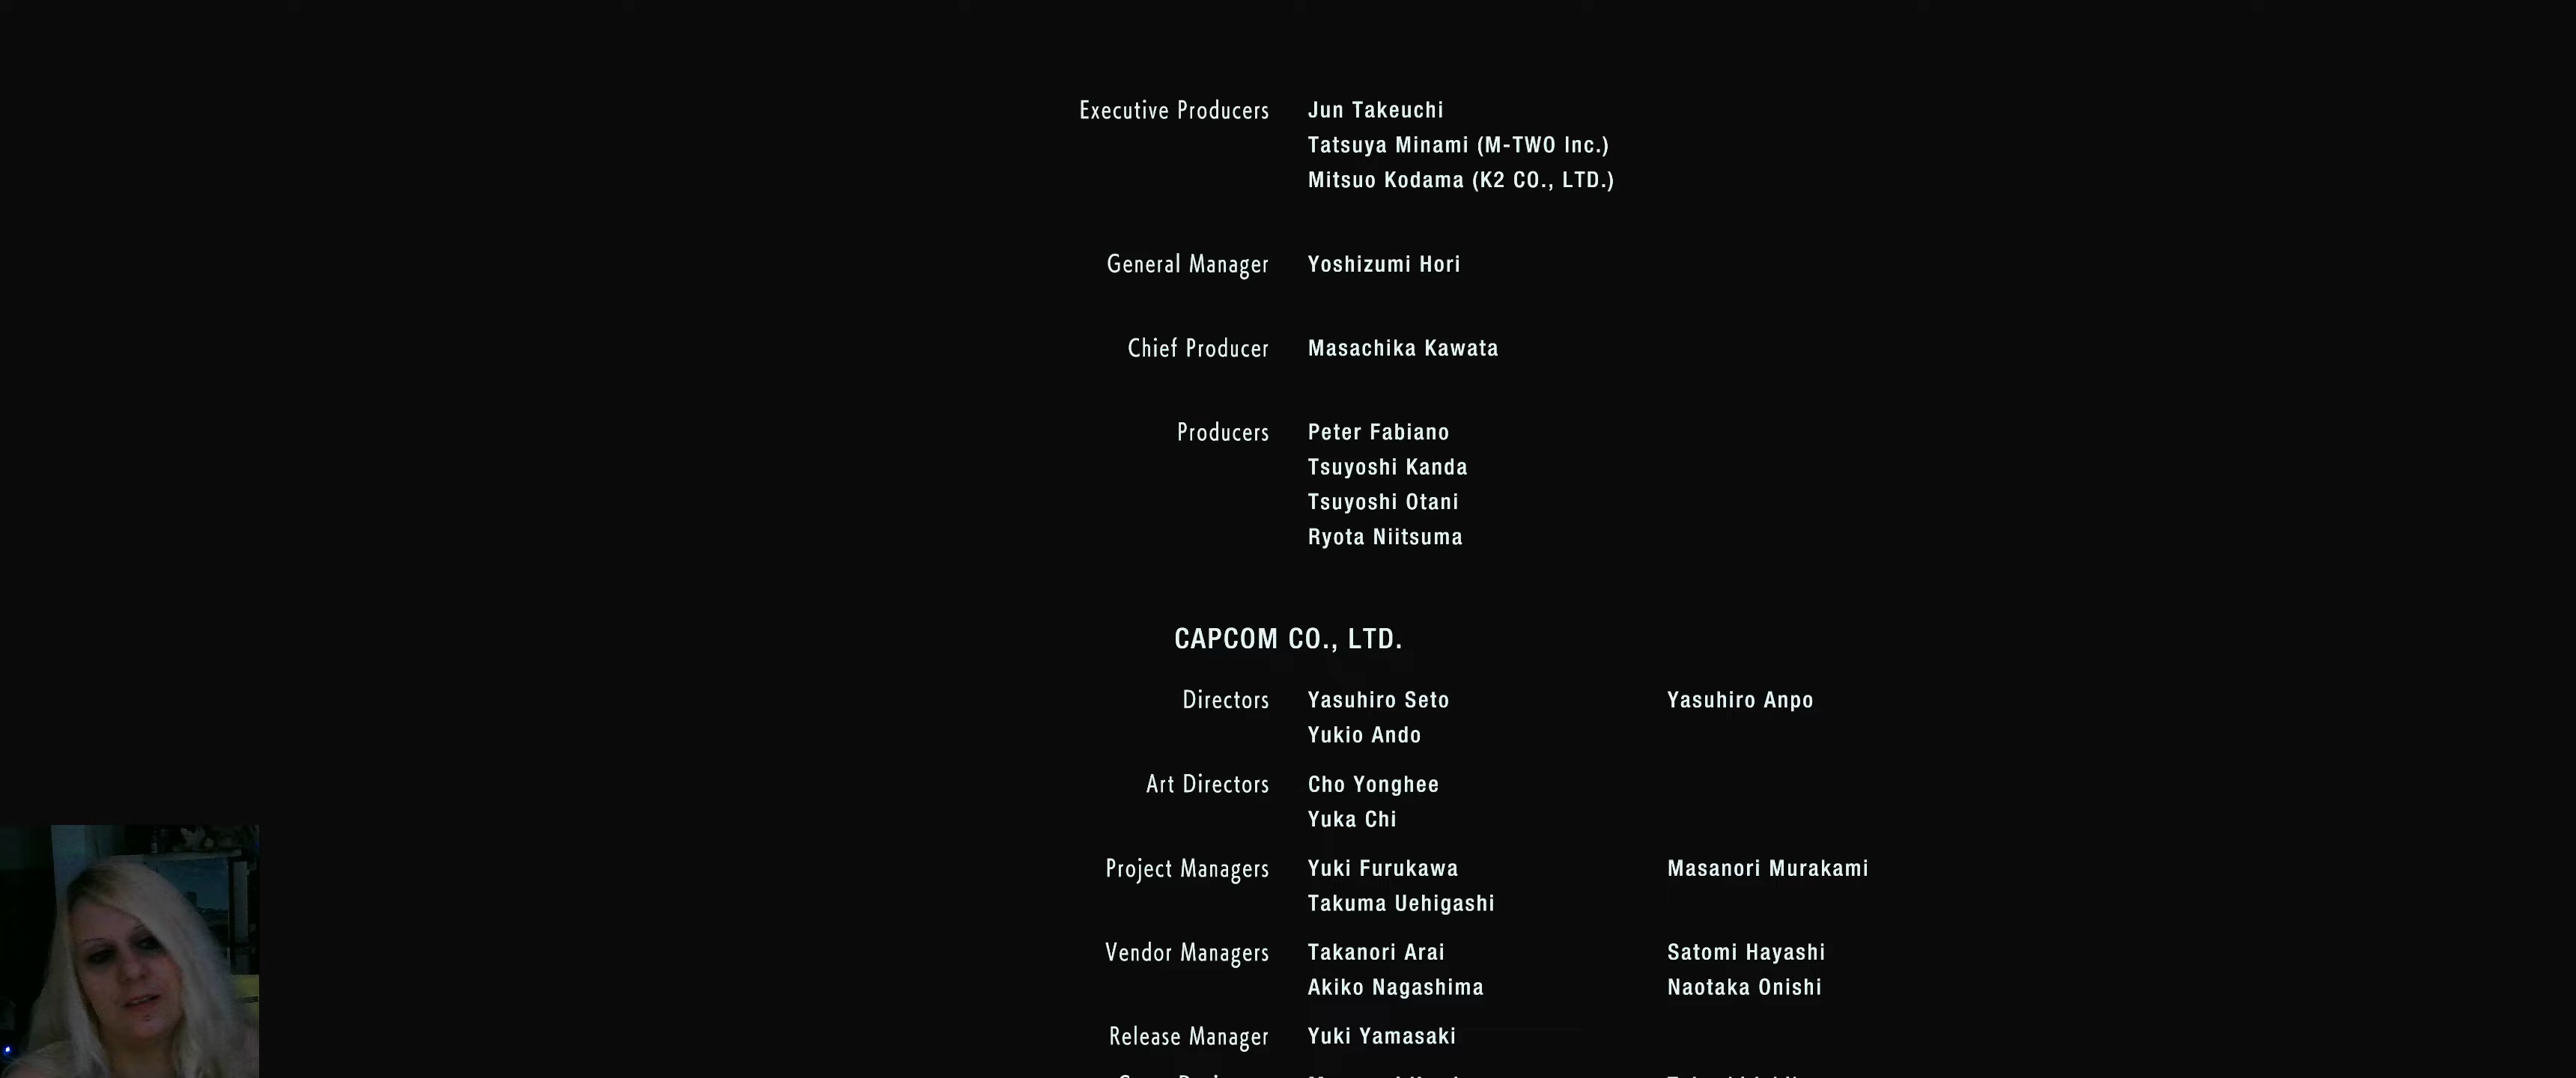 Executive Producers Jun Takeuchi
Tatsuya Minami (M-TWO Inc.)
Mitsuo Kodama (K2 CO., LTD.)
General Manager Yoshizumi Hori
Chief Producer Masachika Kawata
Producers Peter Fabiano
Tsuyoshi Kanda
Tsuyoshi Otani
Ryota Niitsuma
CAPCOM CO., LTD.
Directors Yasuhiro Seto Yasuhiro Anpo
Yukio Ando
Art Directors Cho Yonghee
Yuka Chi
Project Managers Yuki Furukawa Masanori Murakami
Takuma Uehigashi
Vendor Managers Takanori Arai Satomi Hayashi
Akiko Nagashima Naotaka Onishi
Release Manager Yuki Yamasaki